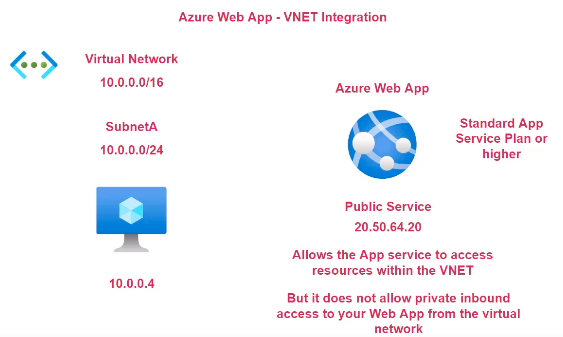 Azure Web App - VNET Integration
Virtual Network
10.0.0.0/16
SubnetA
10.0.0.0/24
10.0.0.4
Azure Web App
Standard App
Service Plan or
higher
Public Service
20.50.64.20
Allows the App service to access
resources within the VNET
But it does not allow private inbound
access to your Web App from the virtual
network